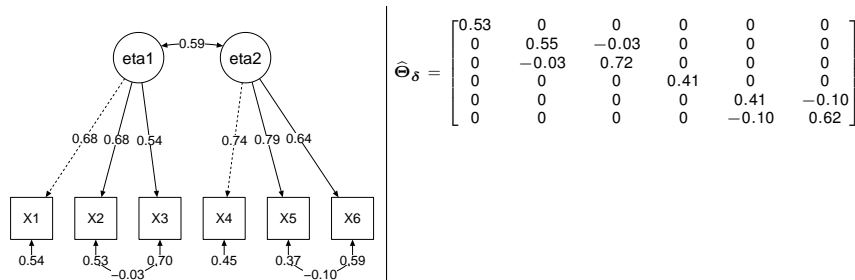 0.59
eta1 eta2
0.68 0.68 0.54 0.74 0.79 0.64
X1 X2 X3 X4 X5 X6
0.54 0.53 0.70 0.45 0.37 0.59
−0.03 −0.10
0.53 0 0 0 0 0
0 0.55 −0.03 0 0 0
Θ̂δ = 0 −0.03 0.72 0 0 0
0 0 0 0.41 0 0
0 0 0 0 0.41 −0.10
0 0 0 0 −0.10 0.62